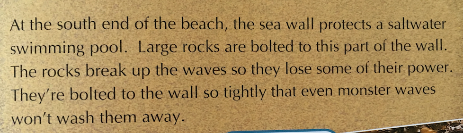 At the south end of the beach, the sea wall protects a saltwater
swimming pool. Large rocks are bolted to this part of the wall.
The rocks break up the waves so they lose some of their power.
They're bolted to the wall so tightly that even monster waves
won't wash them away.